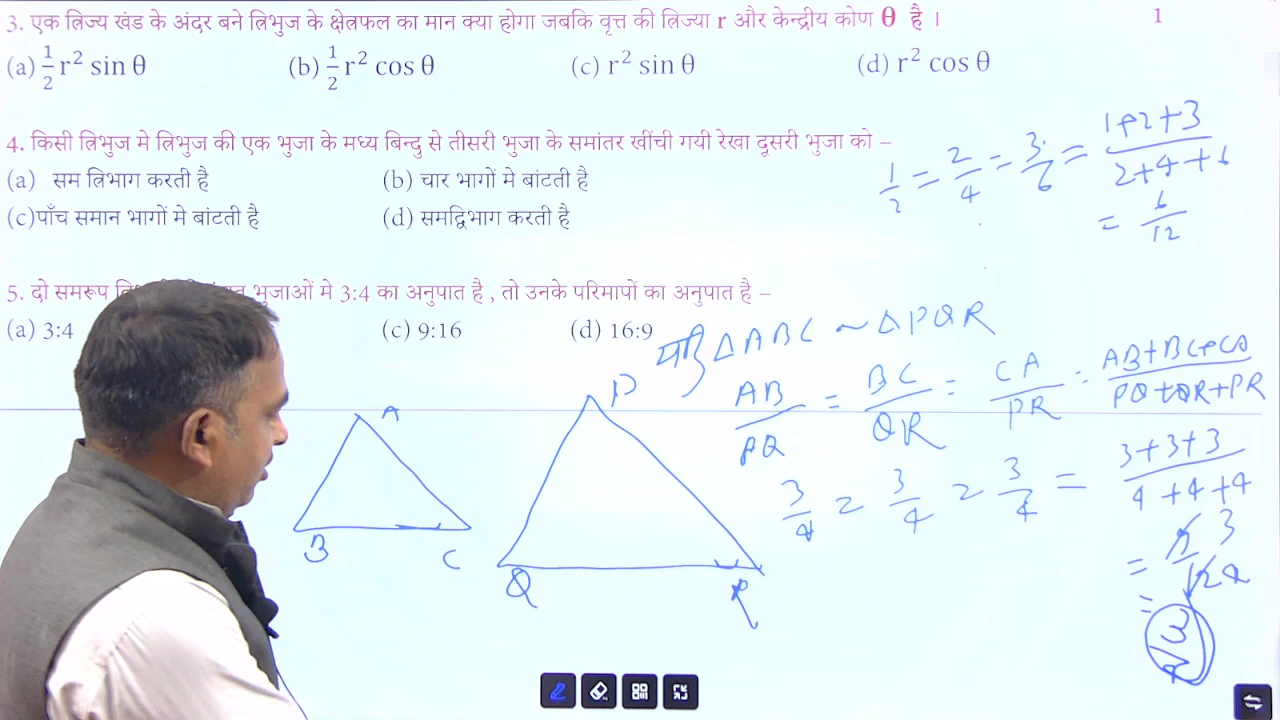 3. एक त्रिज्य खंड के अंदर बने त्रिभुज के क्षेत्रफल का मान क्या होगा जबकि वृत्त की त्रिज्या r और केन्द्रीय कोण θ है । 1
(a) 1/2 r² sin θ (b) 1/2 r² cos θ (c) r² sin θ (d) r² cos θ
4. किसी त्रिभुज मे त्रिभुज की एक भुजा के मध्य बिन्दु से तीसरी भुजा के समांतर खींची गयी रेखा दूसरी भुजा को –
(a) सम त्रिभाग करती है (b) चार भागों मे बांटती है
(c)पाँच समान भागों मे बांटती है (d) समद्विभाग करती है
1/2 = 2/4 = 3/6 = 1+2+3/2+4+6
= 6/12
5. दो समरूप भुजाओं मे 3:4 का अनुपात है , तो उनके परिमापों का अनुपात है –
(a) 3:4 (c) 9:16 (d) 16:9
यदि △ABC ~ △PQR
AB/PQ = BC/QR = CA/PR = AB+BC+CA/PQ+QR+PR
3/4 = 3/4 = 3/4 = 3+3+3/4+4+4
A
B C
P
Q R
= 3/4